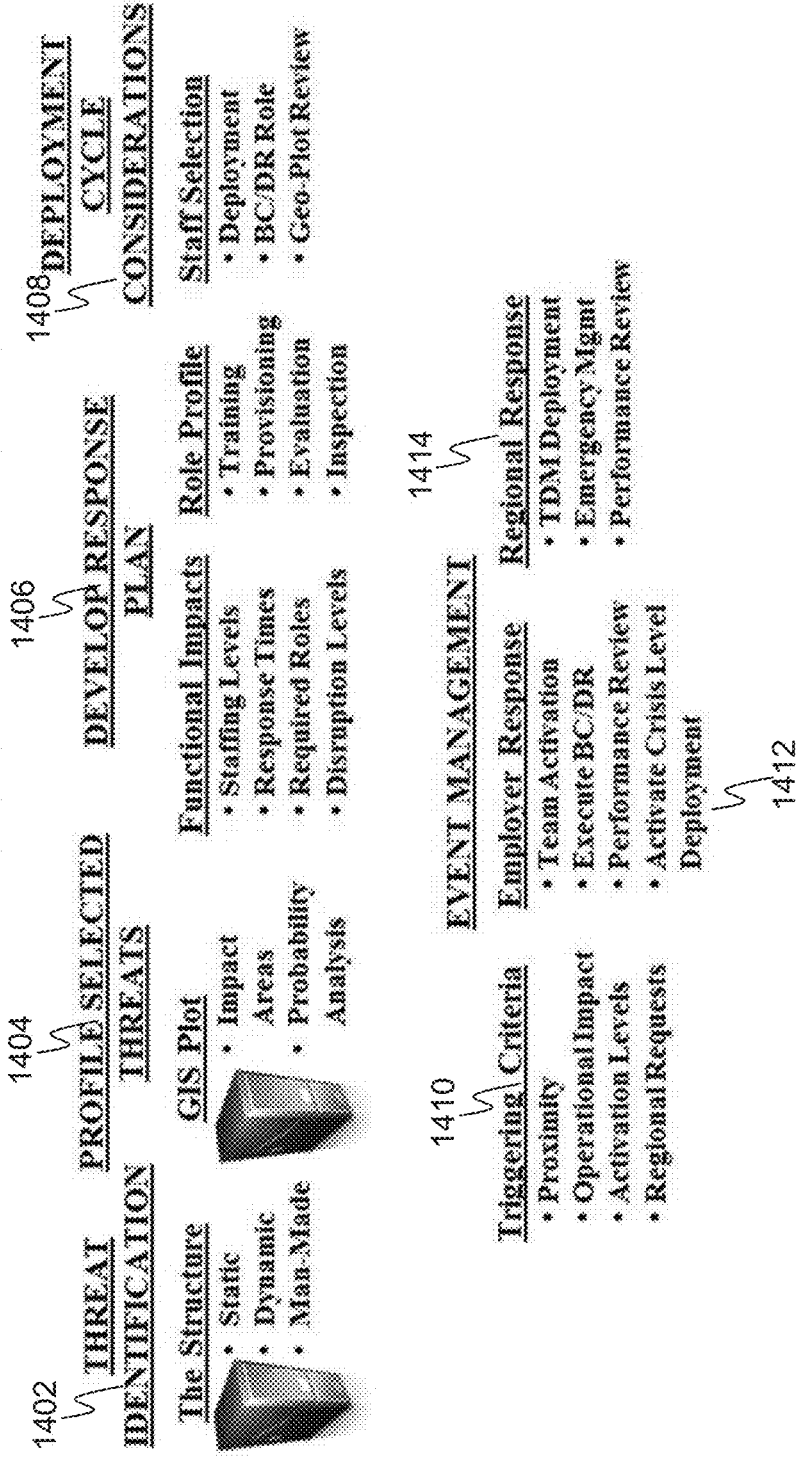 1402
THREAT
IDENTIFICATION
The Structure
• Static
• Dynamic
• Man-Made
1404
PROFILE SELECTED
THREATS
GIS Plot
• Impact
Areas
• Probability
Analysis
1406
DEVELOP RESPONSE
PLAN
Functional Impacts
• Staffing Levels
• Response Times
• Required Roles
• Disruption Levels
Role Profile
• Training
• Provisioning
• Evaluation
• Inspection
1408
DEPLOYMENT
CYCLE
CONSIDERATIONS
Staff Selection
• Deployment
• BC/DR Role
• Geo-Plot Review
EVENT MANAGEMENT
1410
Triggering Criteria
• Proximity
• Operational Impact
• Activation Levels
• Regional Requests
Employer Response
• Team Activation
• Execute BC/DR
• Performance Review
• Activate Crisis Level
Deployment
1412
1414
Regional Response
• TDM Deployment
• Emergency Mgmt
• Performance Review